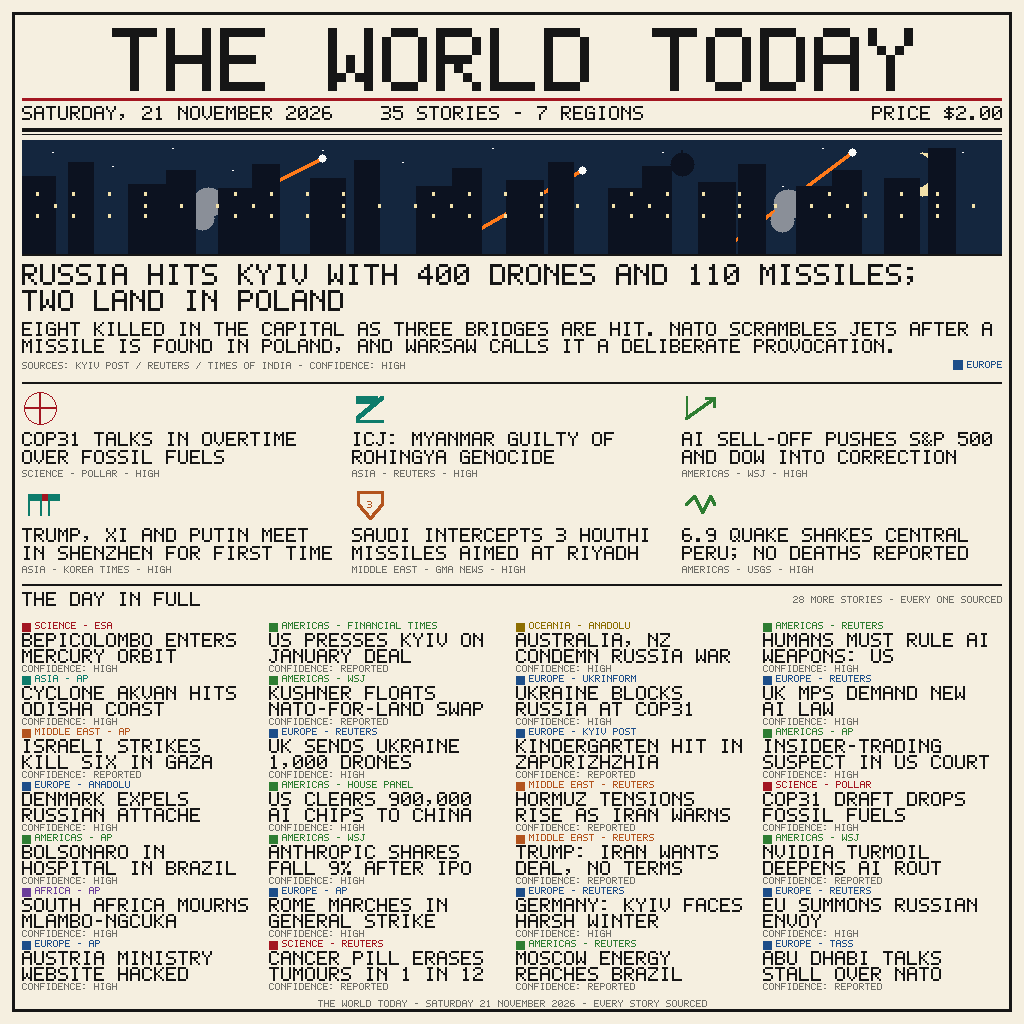 THE WORLD TODAY
SATURDAY, 21 NOVEMBER 2026 35 STORIES - 7 REGIONS PRICE $2.00
RUSSIA HITS KYIV WITH 400 DRONES AND 110 MISSILES;
TWO LAND IN POLAND
EIGHT KILLED IN THE CAPITAL AS THREE BRIDGES ARE HIT. NATO SCRAMBLES JETS AFTER A
MISSILE IS FOUND IN POLAND, AND WARSAW CALLS IT A DELIBERATE PROVOCATION.
SOURCES: KYIV POST / REUTERS / TIMES OF INDIA - CONFIDENCE: HIGH
EUROPE
COP31 TALKS IN OVERTIME
OVER FOSSIL FUELS
SCIENCE - POLLAR - HIGH
ICJ: MYANMAR GUILTY OF
ROHINGYA GENOCIDE
ASIA - REUTERS - HIGH
AI SELL-OFF PUSHES S&P 500
AND DOW INTO CORRECTION
AMERICAS - WSJ - HIGH
TRUMP, XI AND PUTIN MEET
IN SHENZHEN FOR FIRST TIME
ASIA - KOREA TIMES - HIGH
3
SAUDI INTERCEPTS 3 HOUTHI
MISSILES AIMED AT RIYADH
MIDDLE EAST - GMA NEWS - HIGH
6.9 QUAKE SHAKES CENTRAL
PERU; NO DEATHS REPORTED
AMERICAS - USGS - HIGH
THE DAY IN FULL
28 MORE STORIES - EVERY ONE SOURCED
SCIENCE - ESA
BEPICOLOMBO ENTERS
MERCURY ORBIT
CONFIDENCE: HIGH
AMERICAS - FINANCIAL TIMES
US PRESSES KYIV ON
JANUARY DEAL
CONFIDENCE: REPORTED
OCEANIA - ANADOLU
AUSTRALIA, NZ
CONDEMN RUSSIA WAR
CONFIDENCE: HIGH
AMERICAS - REUTERS
HUMANS MUST RULE AI
WEAPONS: US
CONFIDENCE: HIGH
ASIA - AP
CYCLONE AKVAN HITS
ODISHA COAST
CONFIDENCE: HIGH
AMERICAS - WSJ
KUSHNER FLOATS
NATO-FOR-LAND SWAP
CONFIDENCE: REPORTED
EUROPE - UKRINFORM
UKRAINE BLOCKS
RUSSIA AT COP31
CONFIDENCE: HIGH
EUROPE - REUTERS
UK MPS DEMAND NEW
AI LAW
CONFIDENCE: HIGH
MIDDLE EAST - AP
ISRAELI STRIKES
KILL SIX IN GAZA
CONFIDENCE: REPORTED
EUROPE - REUTERS
UK SENDS UKRAINE
1,000 DRONES
CONFIDENCE: HIGH
EUROPE - KYIV POST
KINDERGARTEN HIT IN
ZAPORIZHZHIA
CONFIDENCE: REPORTED
AMERICAS - AP
INSIDER-TRADING
SUSPECT IN US COURT
CONFIDENCE: HIGH
EUROPE - ANADOLU
DENMARK EXPELS
RUSSIAN ATTACHE
CONFIDENCE: HIGH
AMERICAS - HOUSE PANEL
US CLEARS 900,000
AI CHIPS TO CHINA
CONFIDENCE: HIGH
MIDDLE EAST - REUTERS
HORMUZ TENSIONS
RISE AS IRAN WARNS
CONFIDENCE: REPORTED
SCIENCE - POLLAR
COP31 DRAFT DROPS
FOSSIL FUELS
CONFIDENCE: HIGH
AMERICAS - AP
BOLSONARO IN
HOSPITAL IN BRAZIL
CONFIDENCE: HIGH
AMERICAS - WSJ
ANTHROPIC SHARES
FALL 9% AFTER IPO
CONFIDENCE: HIGH
MIDDLE EAST - REUTERS
TRUMP: IRAN WANTS
DEAL, NO TERMS
CONFIDENCE: REPORTED
AMERICAS - WSJ
NVIDIA TURMOIL
DEEPENS AI ROUT
CONFIDENCE: REPORTED
AFRICA - AP
SOUTH AFRICA MOURNS
MLAMBO-NGCUKA
CONFIDENCE: HIGH
EUROPE - AP
ROME MARCHES IN
GENERAL STRIKE
CONFIDENCE: HIGH
EUROPE - REUTERS
GERMANY: KYIV FACES
HARSH WINTER
CONFIDENCE: HIGH
EUROPE - REUTERS
EU SUMMONS RUSSIAN
ENVOY
CONFIDENCE: HIGH
EUROPE - AP
AUSTRIA MINISTRY
WEBSITE HACKED
CONFIDENCE: HIGH
SCIENCE - REUTERS
CANCER PILL ERASES
TUMOURS IN 1 IN 12
CONFIDENCE: REPORTED
AMERICAS - REUTERS
MOSCOW ENERGY
REACHES BRAZIL
CONFIDENCE: REPORTED
EUROPE - TASS
ABU DHABI TALKS
STALL OVER NATO
CONFIDENCE: REPORTED
THE WORLD TODAY - SATURDAY 21 NOVEMBER 2026 - EVERY STORY SOURCED